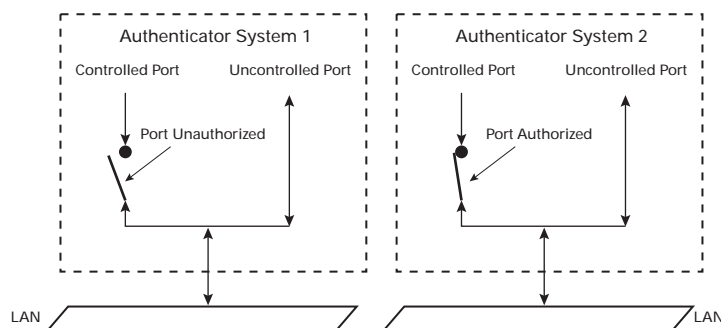 Authenticator System 1
Controlled Port
Uncontrolled Port
Port Unauthorized
LAN
Authenticator System 2
Controlled Port
Uncontrolled Port
Port Authorized
LAN